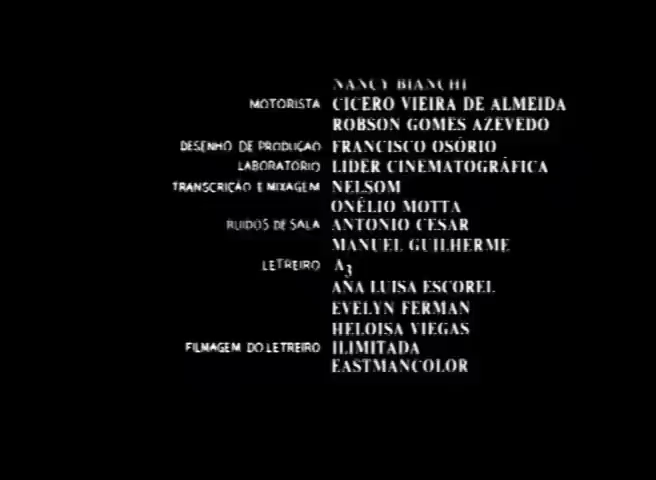 NANCY BIANCHI
MOTORISTA CICERO VIEIRA DE ALMEIDA
ROBSON GOMES AZEVEDO
DESENHO DE PRODUÇAO FRANCISCO OSÓRIO
LABORATÓRIO LIDER CINEMATOGRÁFICA
TRANSCRIÇÃO E MIXAGEM NELSOM
ONÉLIO MOTTA
RUIDOS DE SALA ANTONIO CESAR
MANUEL GUILHERME
LETREIRO A3
ANA LUISA ESCOREL
EVELYN FERMAN
HELOISA VIEGAS
FILMAGEM DO LETREIRO ILIMITADA
EASTMANCOLOR